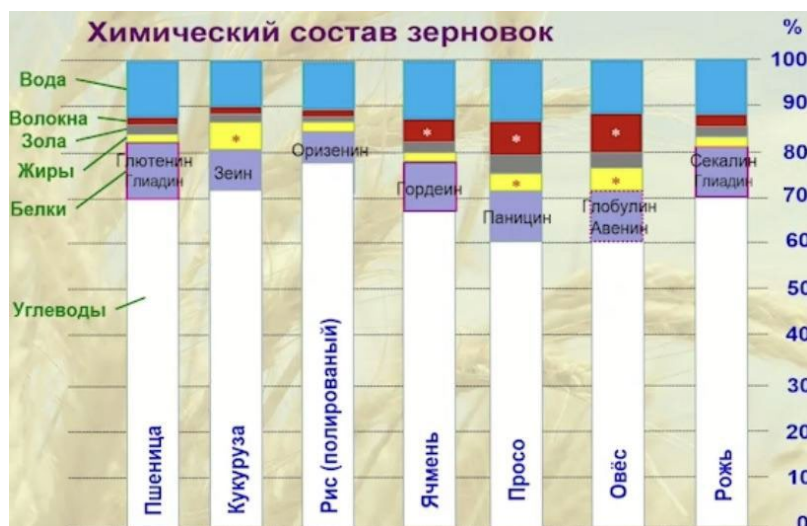 Химический состав зерновок
%
Вода
Волокна
Зола
Жиры
Белки
Углеводы
Глютенин
Глиадин
Зеин
Оризенин
Гордеин
Паницин
Глобулин
Авенин
Секалин
Глиадин
*
*
*
*
*
*
Пшеница
Кукуруза
Рис (полированый)
Ячмень
Просо
Овёс
Рожь
100
90
80
70
60
50
40
30
20
10
0